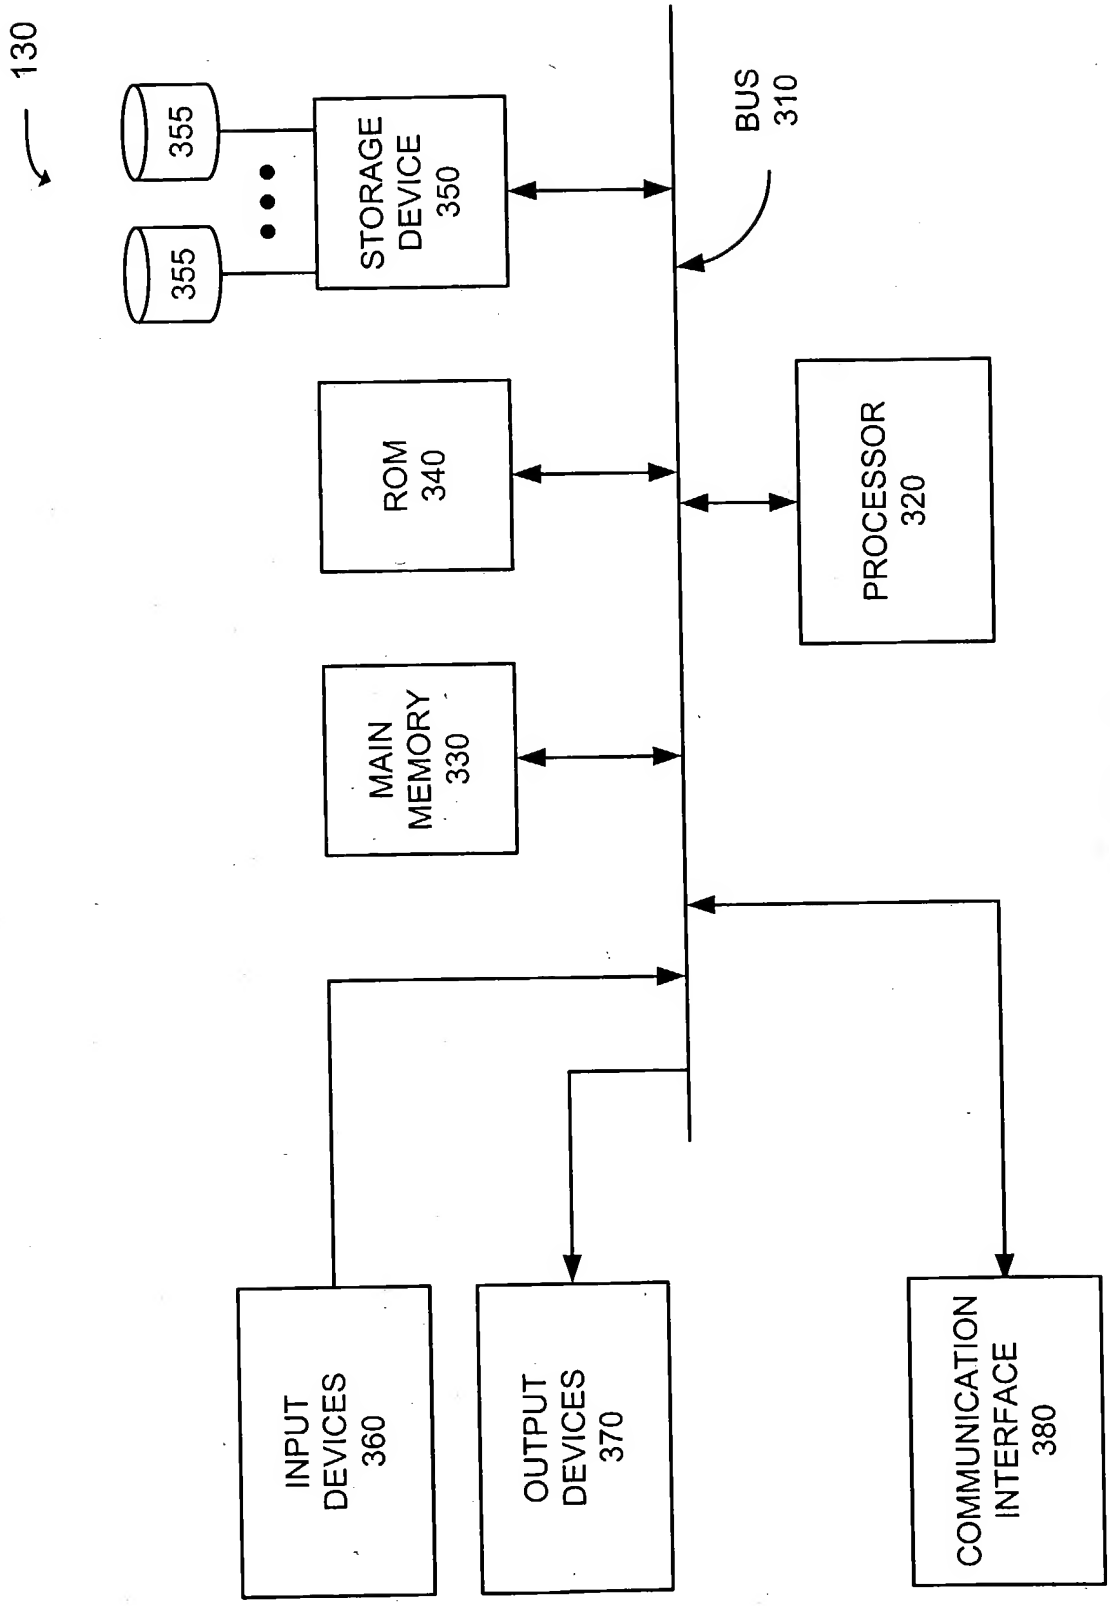 130
355
355
STORAGE
DEVICE
350
ROM
340
MAIN
MEMORY
330
BUS
310
PROCESSOR
320
INPUT
DEVICES
360
OUTPUT
DEVICES
370
COMMUNICATION
INTERFACE
380